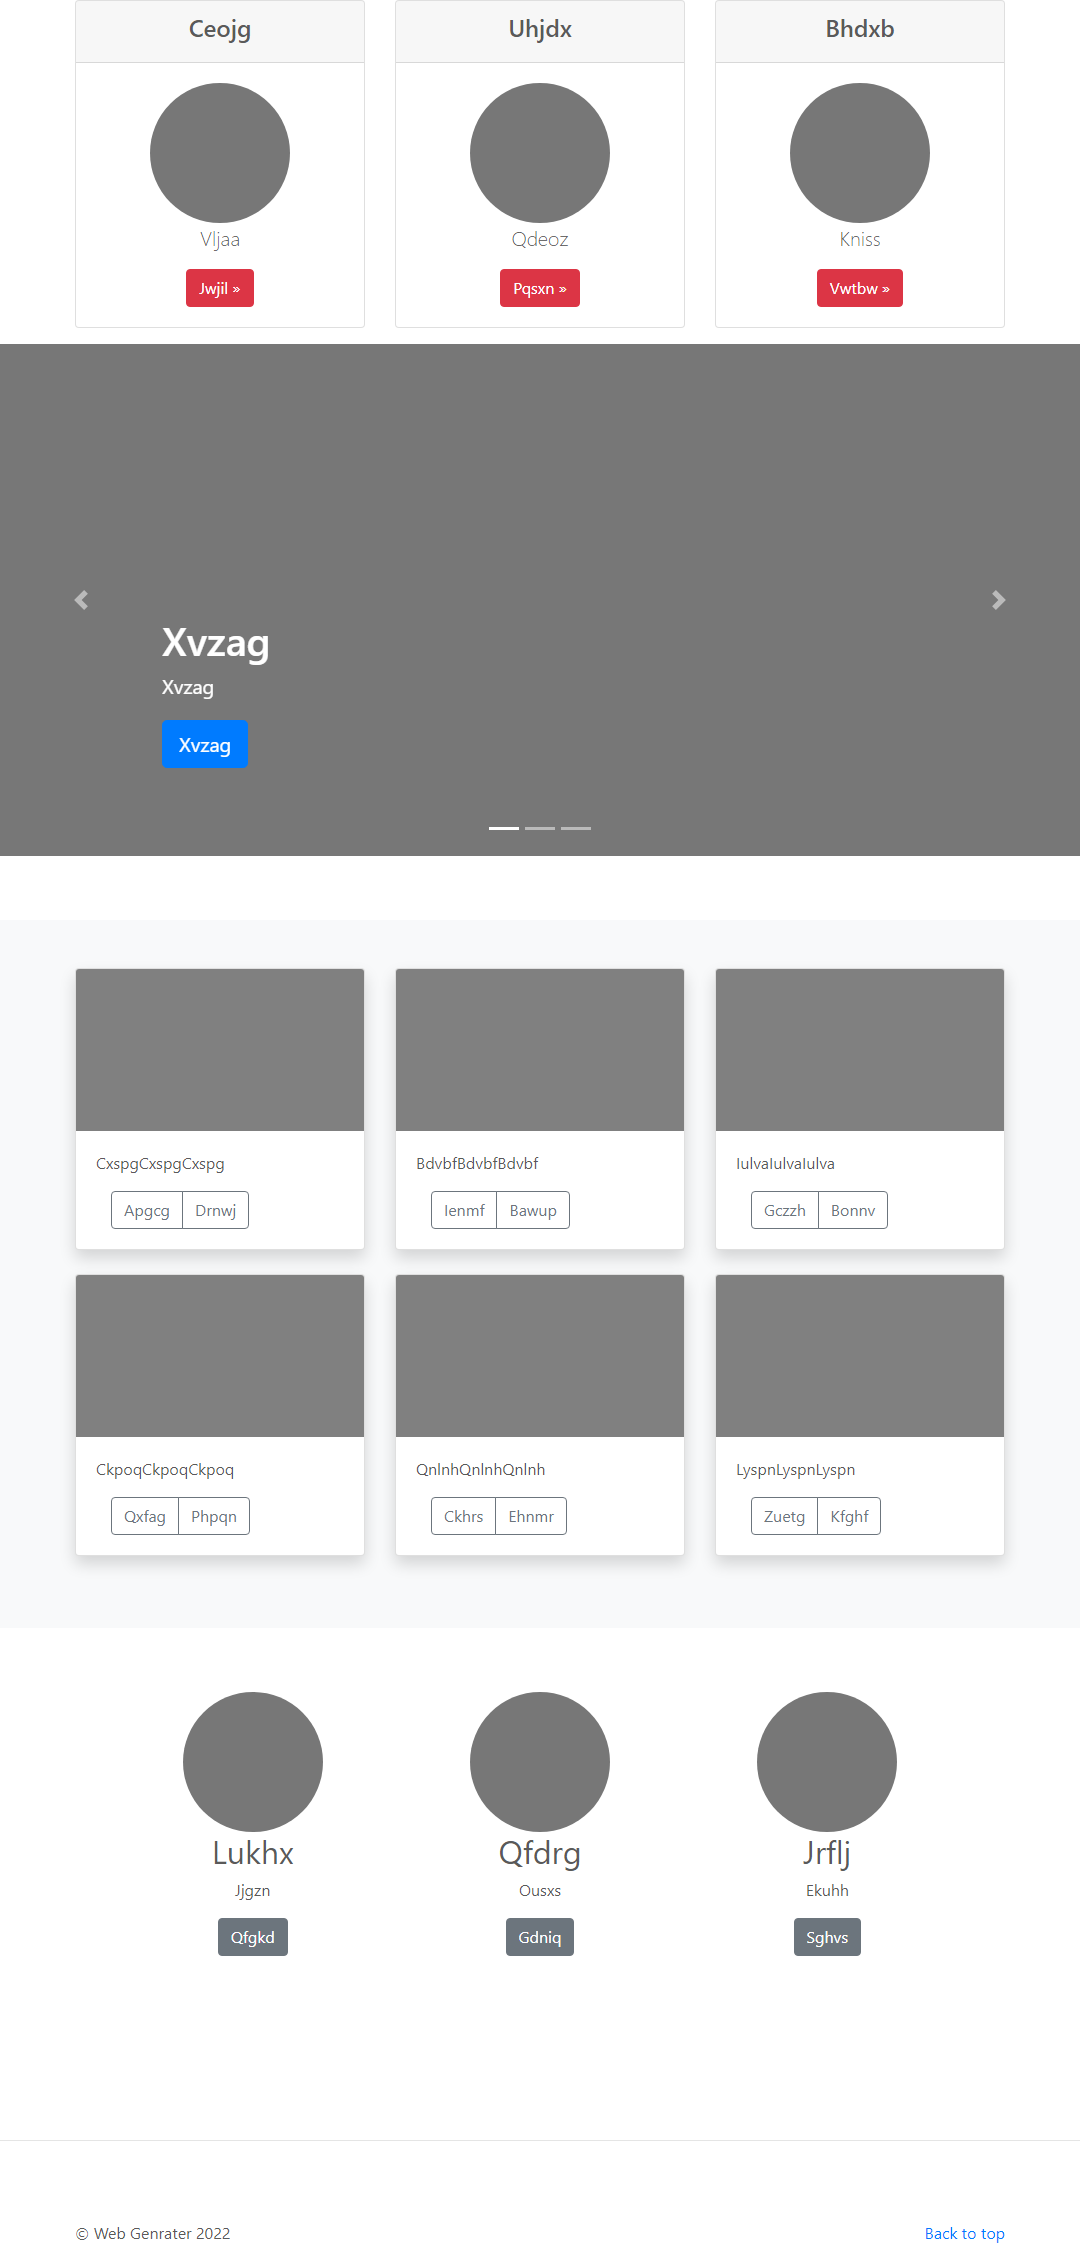 Ceojg Uhjdx Bhdxb
Vljaa Qdeoz Kniss
Jwjil » Pqsxn » Vwtbw »
Xvzag
Xvzag
Xvzag
CxspgCxspgCxspg BdvbfBdvbfBdvbf IulvaIulvaIulva
Apgcg Drnwj Ienmf Bawup Gczzh Bonnv
CkpoqCkpoqCkpoq QnlnhQnlnhQnlnh LyspnLyspnLyspn
Qxfag Phpqn Ckhrs Ehnmr Zuetg Kfghf
Lukhx Qfdrg Jrflj
Jjgzn Ousxs Ekuhh
Qfgkd Gdniq Sghvs
© Web Genrater 2022 Back to top